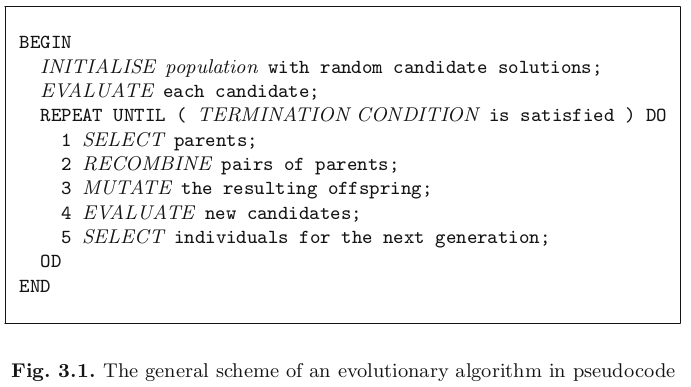 BEGIN
INITIALISE population with random candidate solutions;
EVALUATE each candidate;
REPEAT UNTIL ( TERMINATION CONDITION is satisfied ) DO
1 SELECT parents;
2 RECOMBINE pairs of parents;
3 MUTATE the resulting offspring;
4 EVALUATE new candidates;
5 SELECT individuals for the next generation;
OD
END
Fig. 3.1. The general scheme of an evolutionary algorithm in pseudocode